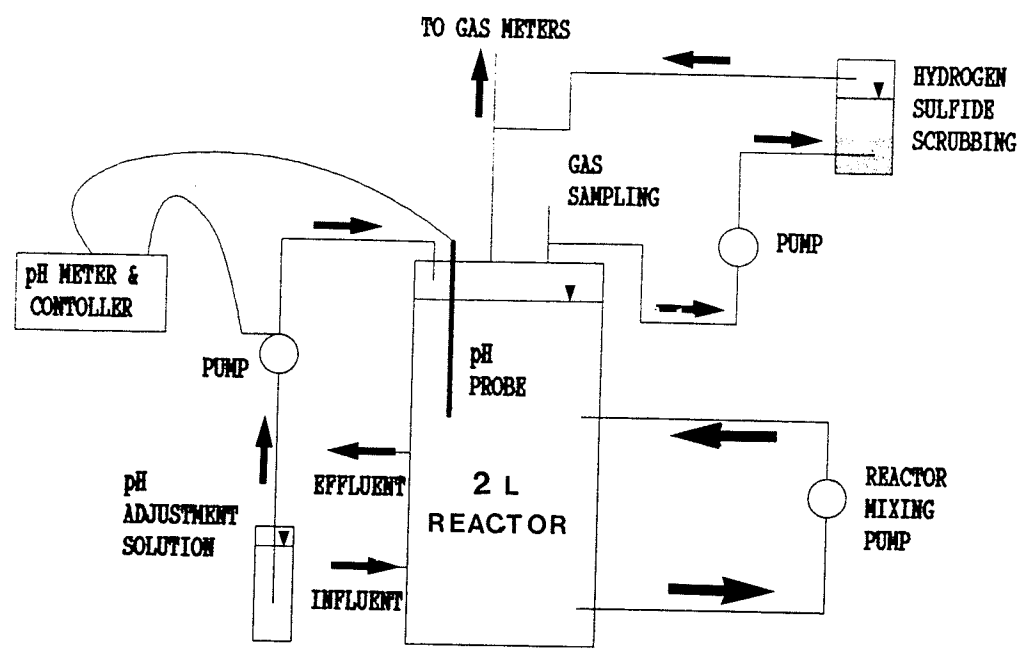 TO GAS METERS
HYDROGEN
SULFIDE
SCRUBBING
GAS
SAMPLING
PUMP
pH METER &
CONTOLLER
PUMP
pH
PROBE
EFFLUENT
2 L
REACTOR
REACTOR
MIXING
PUMP
pH
ADJUSTMENT
SOLUTION
INFLUENT